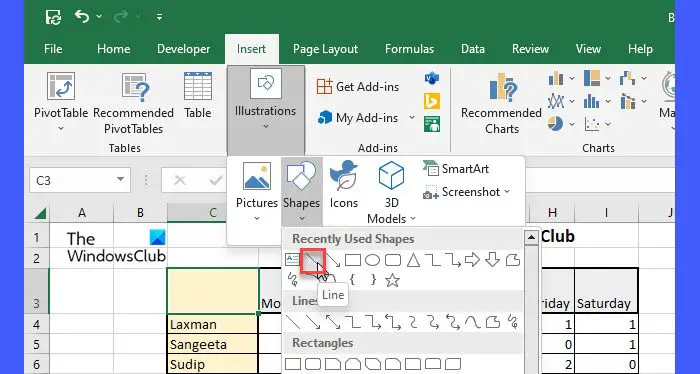 B
File Home Developer Insert Page Layout Formulas Data Review View
PivotTable Recommended PivotTables Table Illustrations Get Add-ins My Add-ins Recommended Charts Ma
Tables Add-ins Charts
C3
Pictures Shapes Icons 3D Models SmartArt Screenshot
A B C H I J
Recently Used Shapes
1 The WindowsClub Club
2
Line
3 Mo riday Saturday
Lines
4 Laxman 1 1
5 Sangeeta 0 1
Rectangles
6 Sudip 2 0